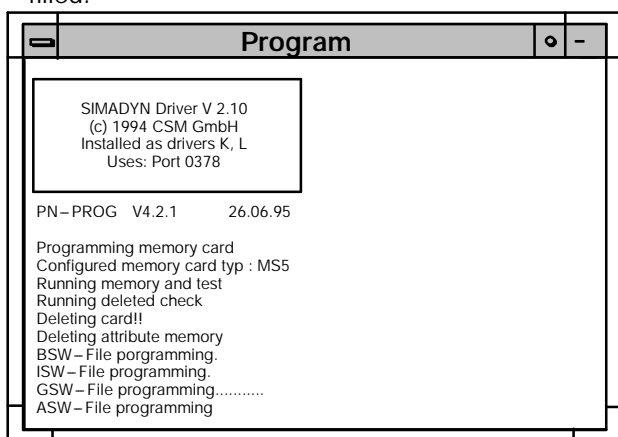 filled.
Program
SIMADYN Driver V 2.10
(c) 1994 CSM GmbH
Installed as drivers K, L
Uses: Port 0378
PN–PROG V4.2.1 26.06.95
Programming memory card
Configured memory card typ : MS5
Running memory and test
Running deleted check
Deleting card!!
Deleting attribute memory
BSW–File porgramming.
ISW–File programming.
GSW–File programming...........
ASW–File programming